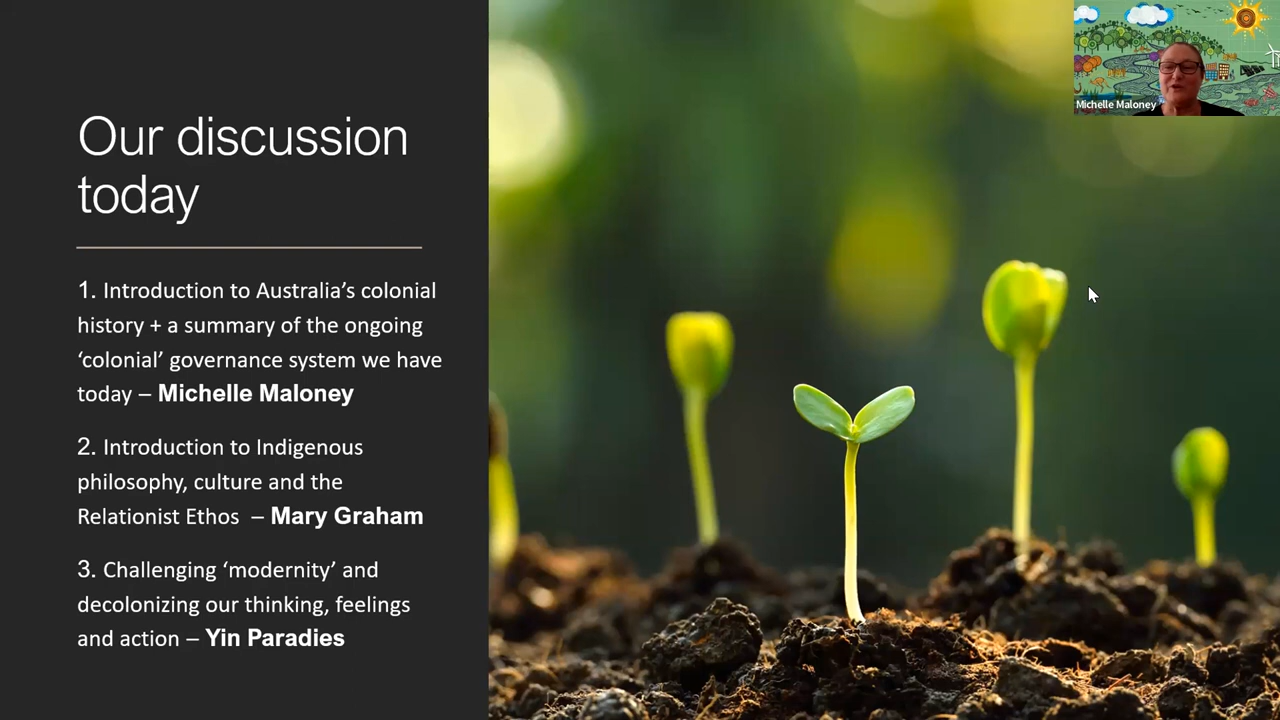 Our discussion
today
1. Introduction to Australia’s colonial
history + a summary of the ongoing
‘colonial’ governance system we have
today – Michelle Maloney
2. Introduction to Indigenous
philosophy, culture and the
Relationist Ethos – Mary Graham
3. Challenging ‘modernity’ and
decolonizing our thinking, feelings
and action – Yin Paradies
Michelle Maloney